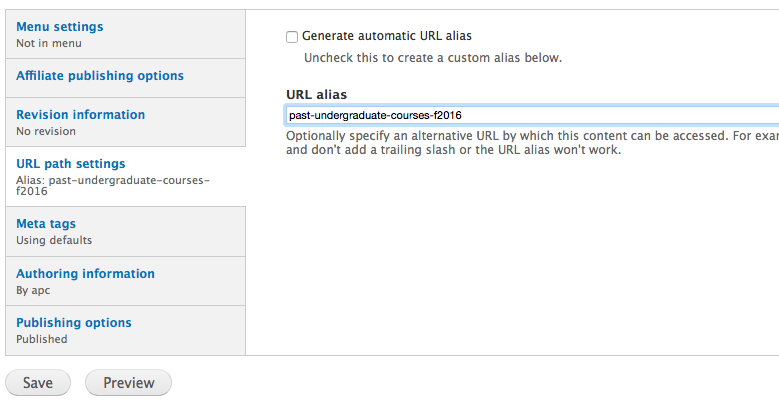 Menu settings
Not in menu
Affiliate publishing options
Revision information
No revision
URL path settings
Alias: past-undergraduate-courses-
f2016
Meta tags
Using defaults
Authoring information
By apc
Publishing options
Published
Generate automatic URL alias
Uncheck this to create a custom alias below.
URL alias
past-undergraduate-courses-f2016
Optionally specify an alternative URL by which this content can be accessed. For exa
and don't add a trailing slash or the URL alias won't work.
Save
Preview